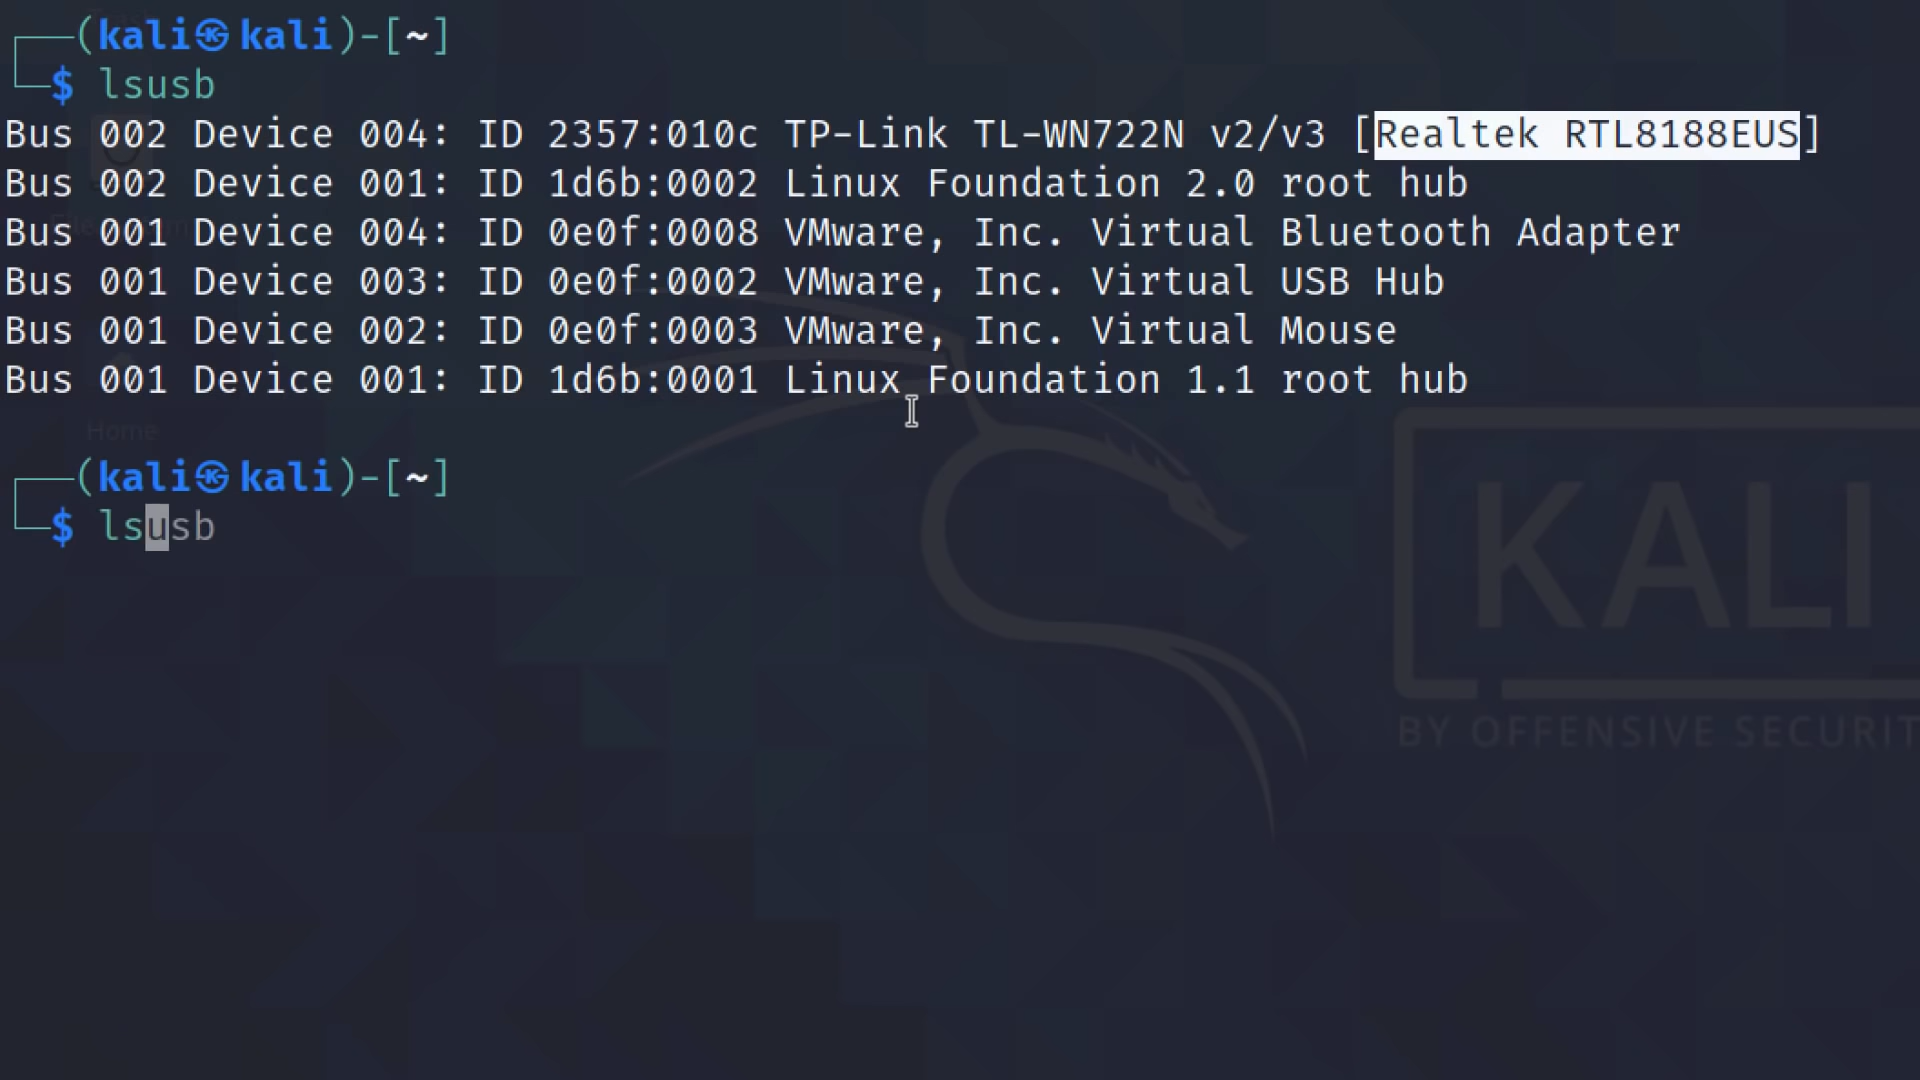 (kali㉿kali)-[~]
$ lsusb
Bus 002 Device 004: ID 2357:010c TP-Link TL-WN722N v2/v3 [Realtek RTL8188EUS]
Bus 002 Device 001: ID 1d6b:0002 Linux Foundation 2.0 root hub
Bus 001 Device 004: ID 0e0f:0008 VMware, Inc. Virtual Bluetooth Adapter
Bus 001 Device 003: ID 0e0f:0002 VMware, Inc. Virtual USB Hub
Bus 001 Device 002: ID 0e0f:0003 VMware, Inc. Virtual Mouse
Bus 001 Device 001: ID 1d6b:0001 Linux Foundation 1.1 root hub
Home
(kali㉿kali)-[~]
$ lsusb
KALI
BY OFFENSIVE SECURIT